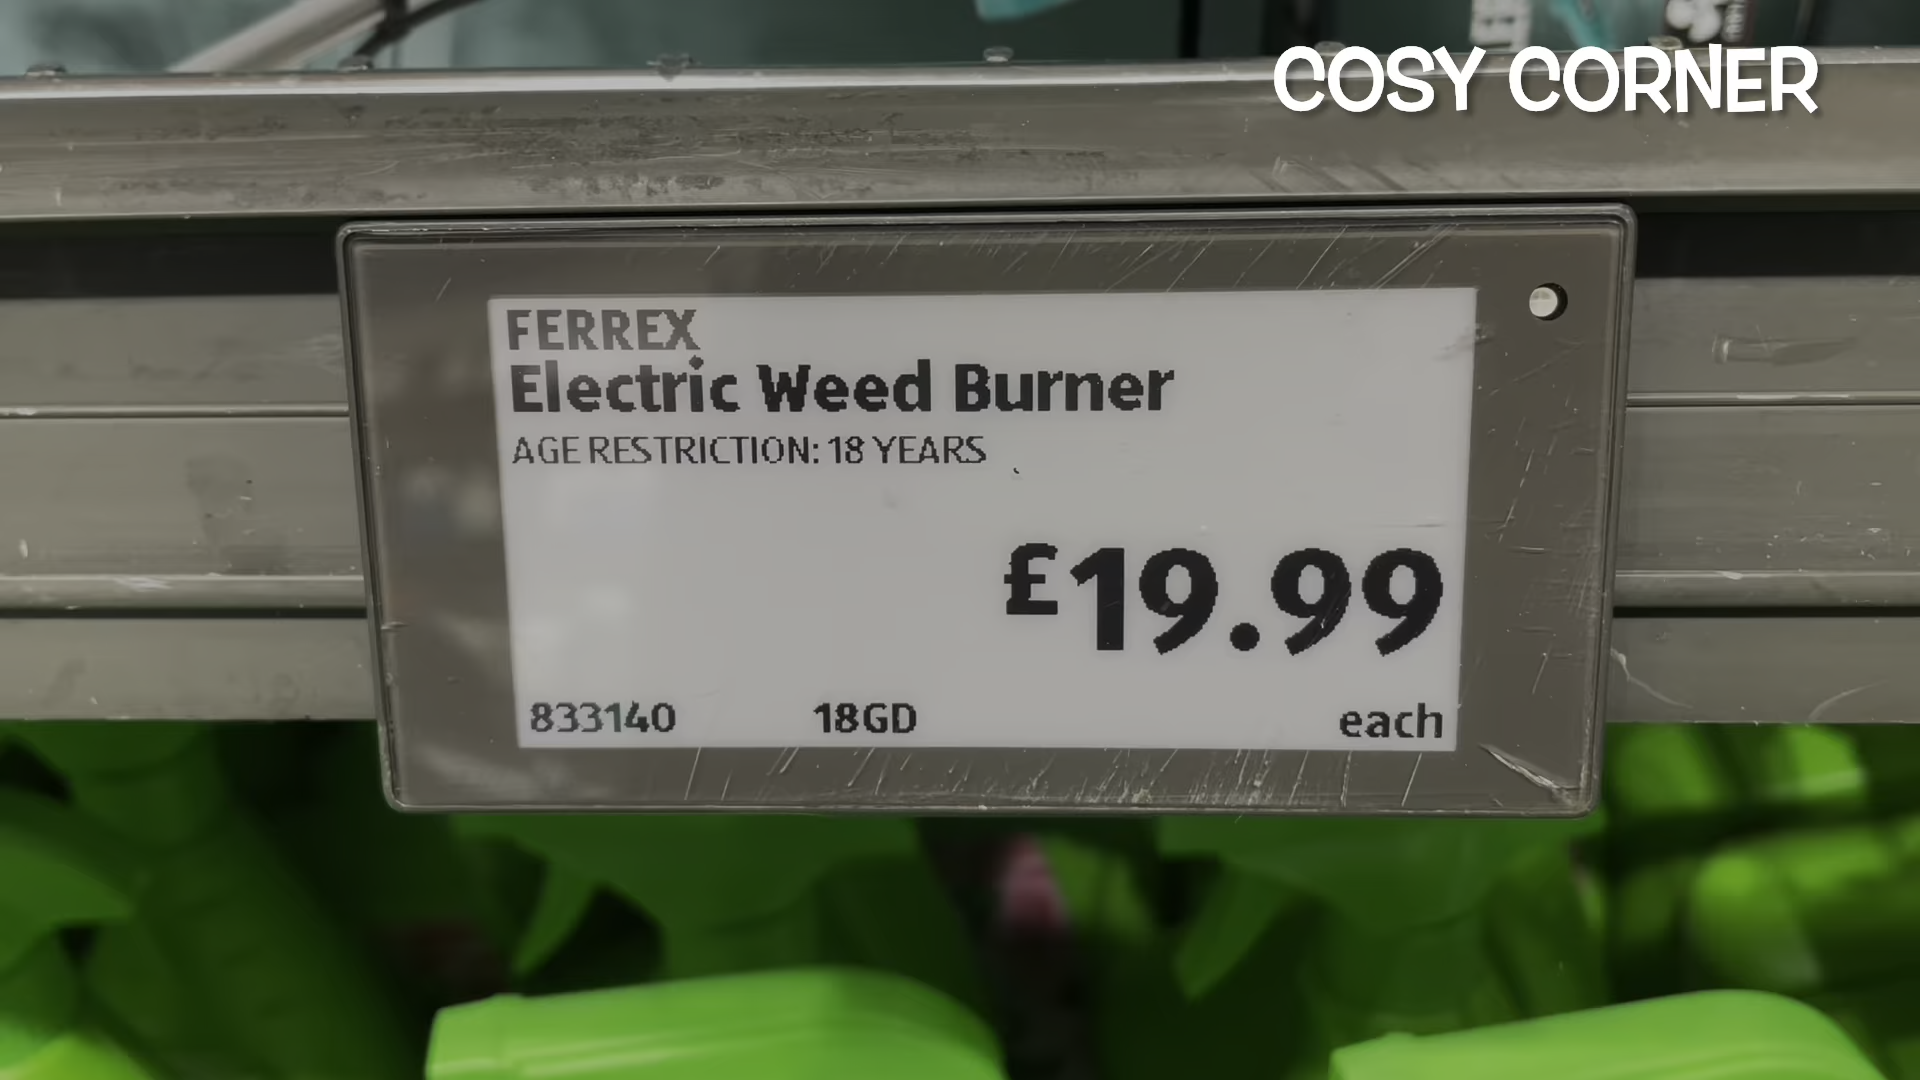 COSY CORNER
FERREX
Electric Weed Burner
AGE RESTRICTION: 18 YEARS
£19.99
833140 18GD each